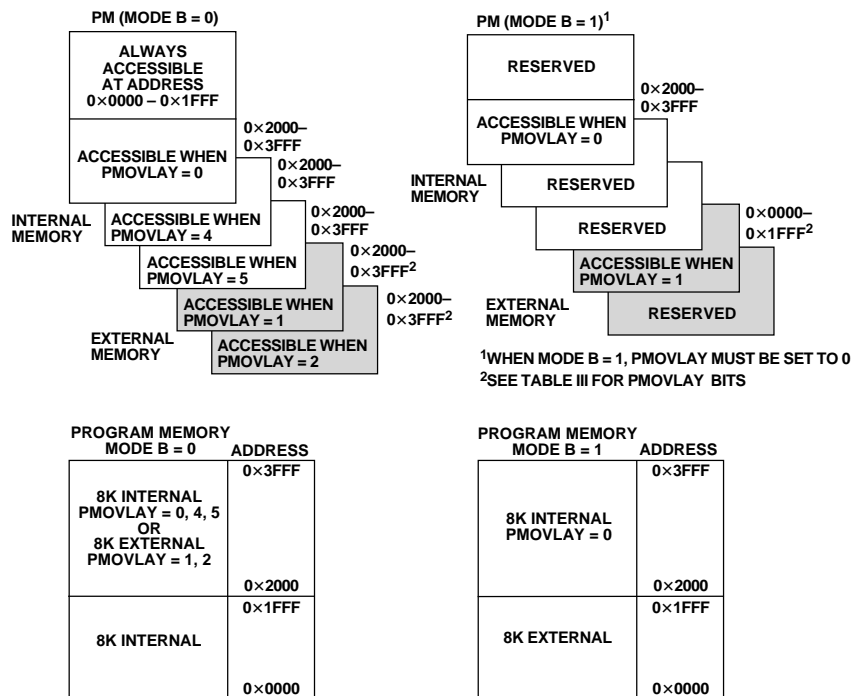 PM (MODE B = 0)
ALWAYS
ACCESSIBLE
AT ADDRESS
0×0000 – 0×1FFF
ACCESSIBLE WHEN
PMOVLAY = 0
0×2000–
0×3FFF
0×2000–
0×3FFF
INTERNAL
MEMORY
ACCESSIBLE WHEN
PMOVLAY = 4
0×2000–
0×3FFF
ACCESSIBLE WHEN
PMOVLAY = 5
0×2000–
0×3FFF²
ACCESSIBLE WHEN
PMOVLAY = 1
0×2000–
0×3FFF²
EXTERNAL
MEMORY
ACCESSIBLE WHEN
PMOVLAY = 2
PM (MODE B = 1)¹
RESERVED
0×2000–
0×3FFF
ACCESSIBLE WHEN
PMOVLAY = 0
INTERNAL
MEMORY
RESERVED
RESERVED
0×0000–
0×1FFF²
ACCESSIBLE WHEN
PMOVLAY = 1
EXTERNAL
MEMORY
RESERVED
¹WHEN MODE B = 1, PMOVLAY MUST BE SET TO 0
²SEE TABLE III FOR PMOVLAY BITS
PROGRAM MEMORY
MODE B = 0
ADDRESS
0×3FFF
8K INTERNAL
PMOVLAY = 0, 4, 5
OR
8K EXTERNAL
PMOVLAY = 1, 2
0×2000
0×1FFF
8K INTERNAL
0×0000
PROGRAM MEMORY
MODE B = 1
ADDRESS
0×3FFF
8K INTERNAL
PMOVLAY = 0
0×2000
0×1FFF
8K EXTERNAL
0×0000